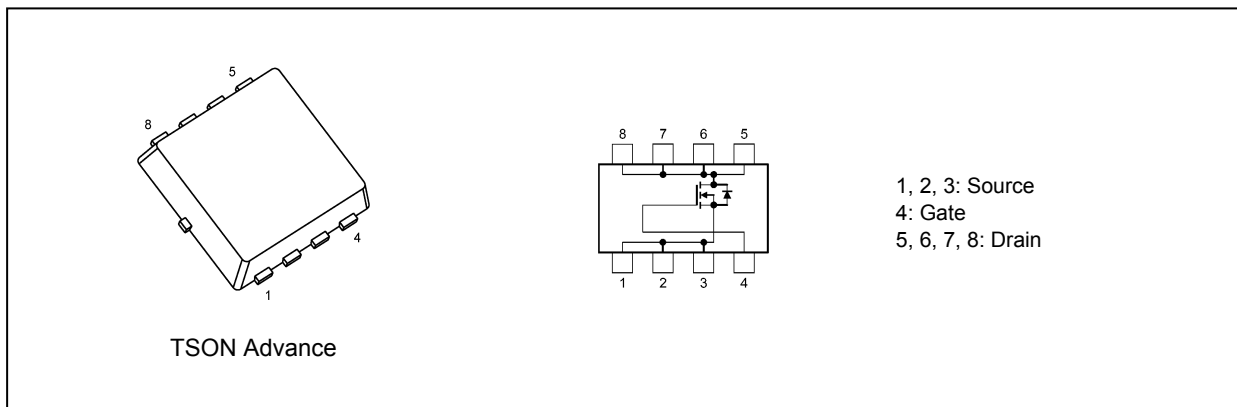 5
8
4
1
TSON Advance
8 7 6 5
1 2 3 4
1, 2, 3: Source
4: Gate
5, 6, 7, 8: Drain